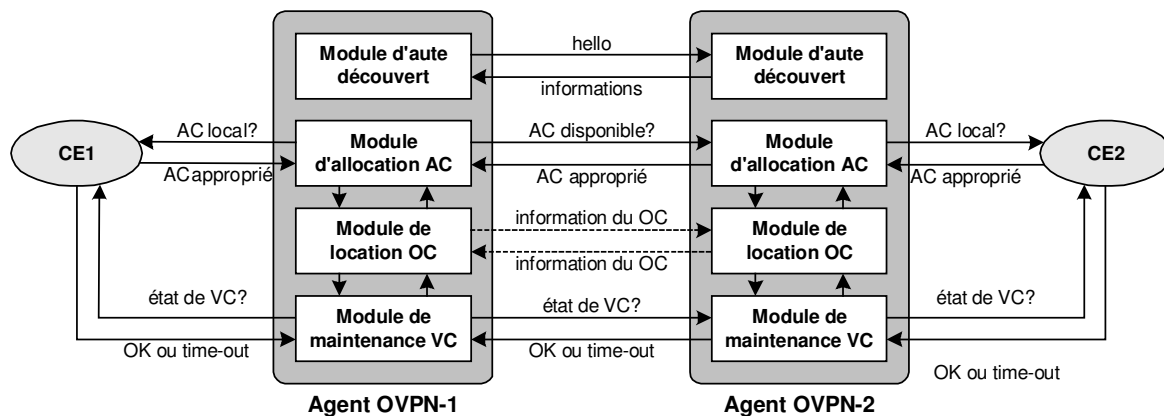 Module d'aute
découvert
hello
informations
Module d'aute
découvert
CE1
AC local?
AC approprié
Module
d'allocation AC
AC disponible?
AC approprié
Module
d'allocation AC
AC local?
AC approprié
CE2
Module de
location OC
information du OC
information du OC
Module de
location OC
état de VC?
OK ou time-out
Module de
maintenance VC
état de VC?
OK ou time-out
Module de
maintenance VC
état de VC?
OK ou time-out
Agent OVPN-1
Agent OVPN-2